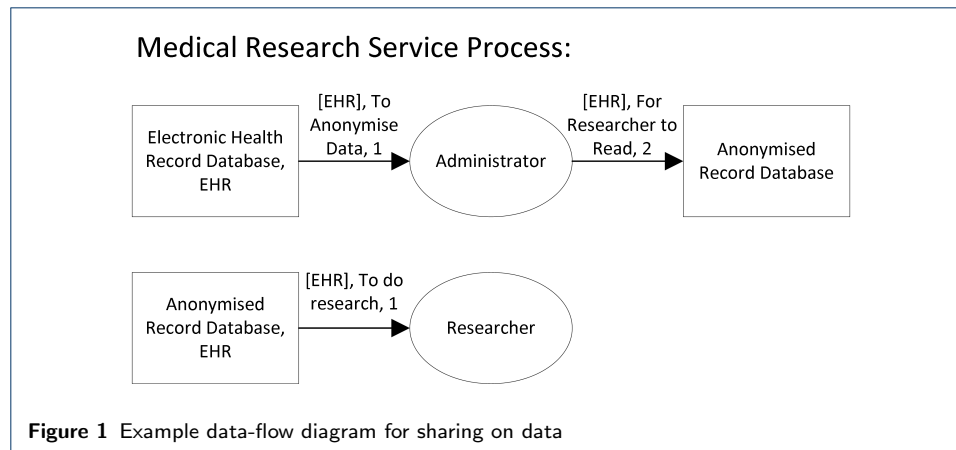 Medical Research Service Process:
Electronic Health
Record Database,
EHR
[EHR], To
Anonymise
Data, 1
Administrator
[EHR], For
Researcher to
Read, 2
Anonymised
Record Database
Anonymised
Record Database,
EHR
[EHR], To do
research, 1
Researcher
Figure 1 Example data-flow diagram for sharing on data